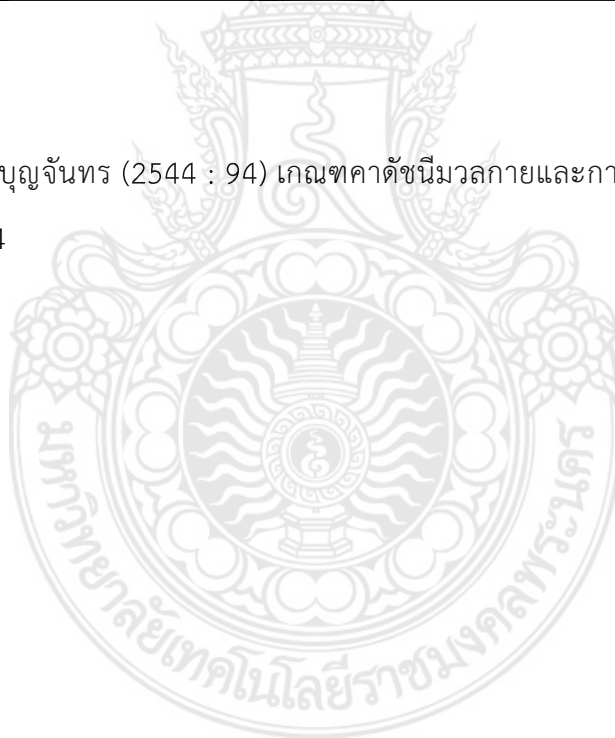 บุญจันทร (2544 : 94) เกณฑคาดัชนีมวลกายและกา
4
มหาวิทยาลัยเทคโนโลยีราชมงคลพระนคร